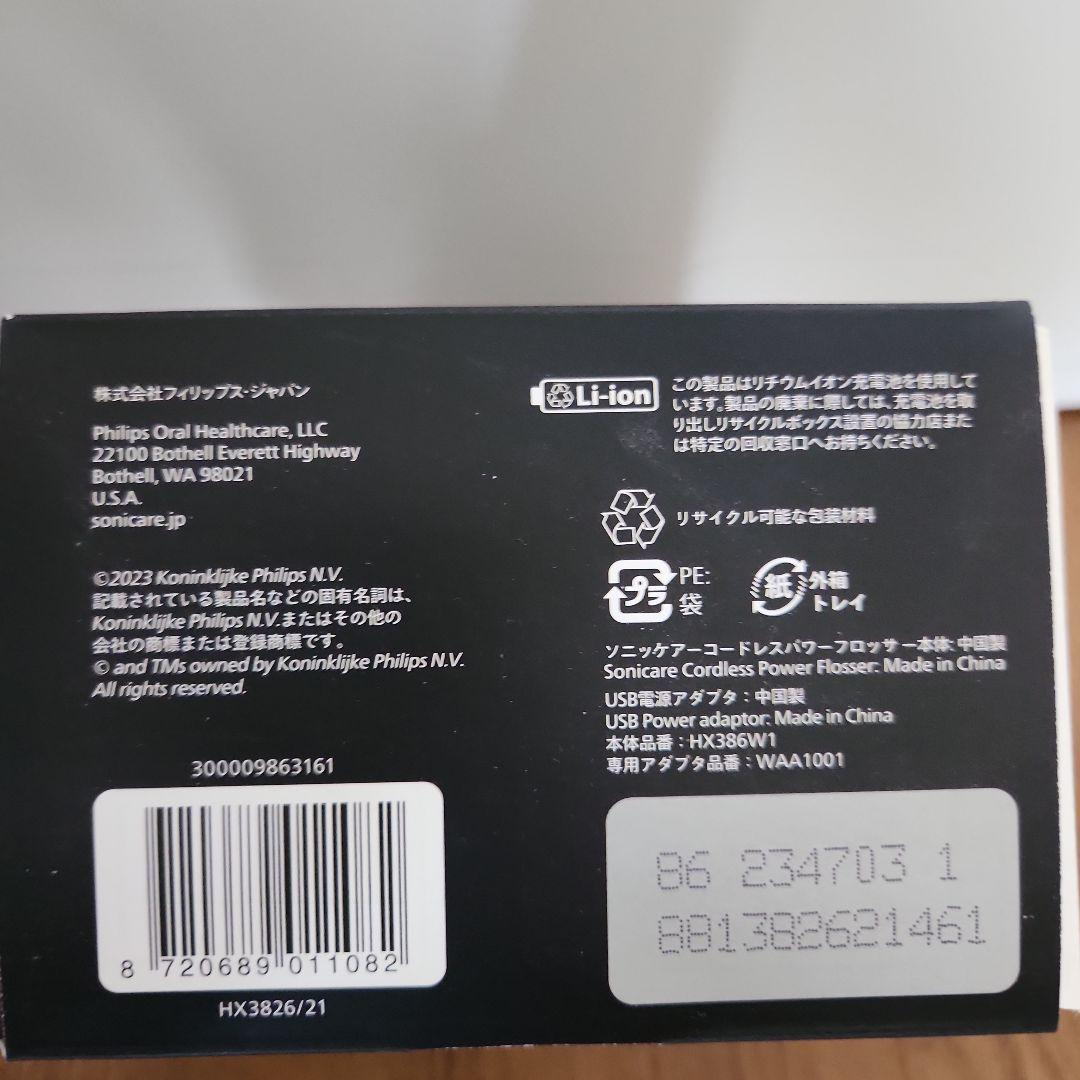 株式会社フィリップス・ジャパン
Philips Oral Healthcare, LLC
22100 Bothell Everett Highway
Bothell, WA 98021
U.S.A.
sonicare.jp
©2023 Koninklijke Philips N.V.
記載されている製品名などの固有名詞は、
Koninklijke Philips N.V.またはその他の
会社の商標または登録商標です。
© and TMs owned by Koninklijke Philips N.V.
All rights reserved.
300009863161
8 720689 011082
HX3826/21
Li-ion
この製品はリチウムイオン充電池を使用して
います。製品の廃棄に際しては、充電池を取
り出しリサイクルボックス設置の協力店また
は特定の回収窓口へお持ちください。
リサイクル可能な包装材料
プラ
PE:
袋
紙
外箱
トレイ
ソニッケアーコードレスパワーフロッサー本体: 中国製
Sonicare Cordless Power Flosser: Made in China
USB電源アダプタ：中国製
USB Power adaptor: Made in China
本体品番：HX386W1
専用アダプタ品番：WAA1001
86 234703 1
881382621461